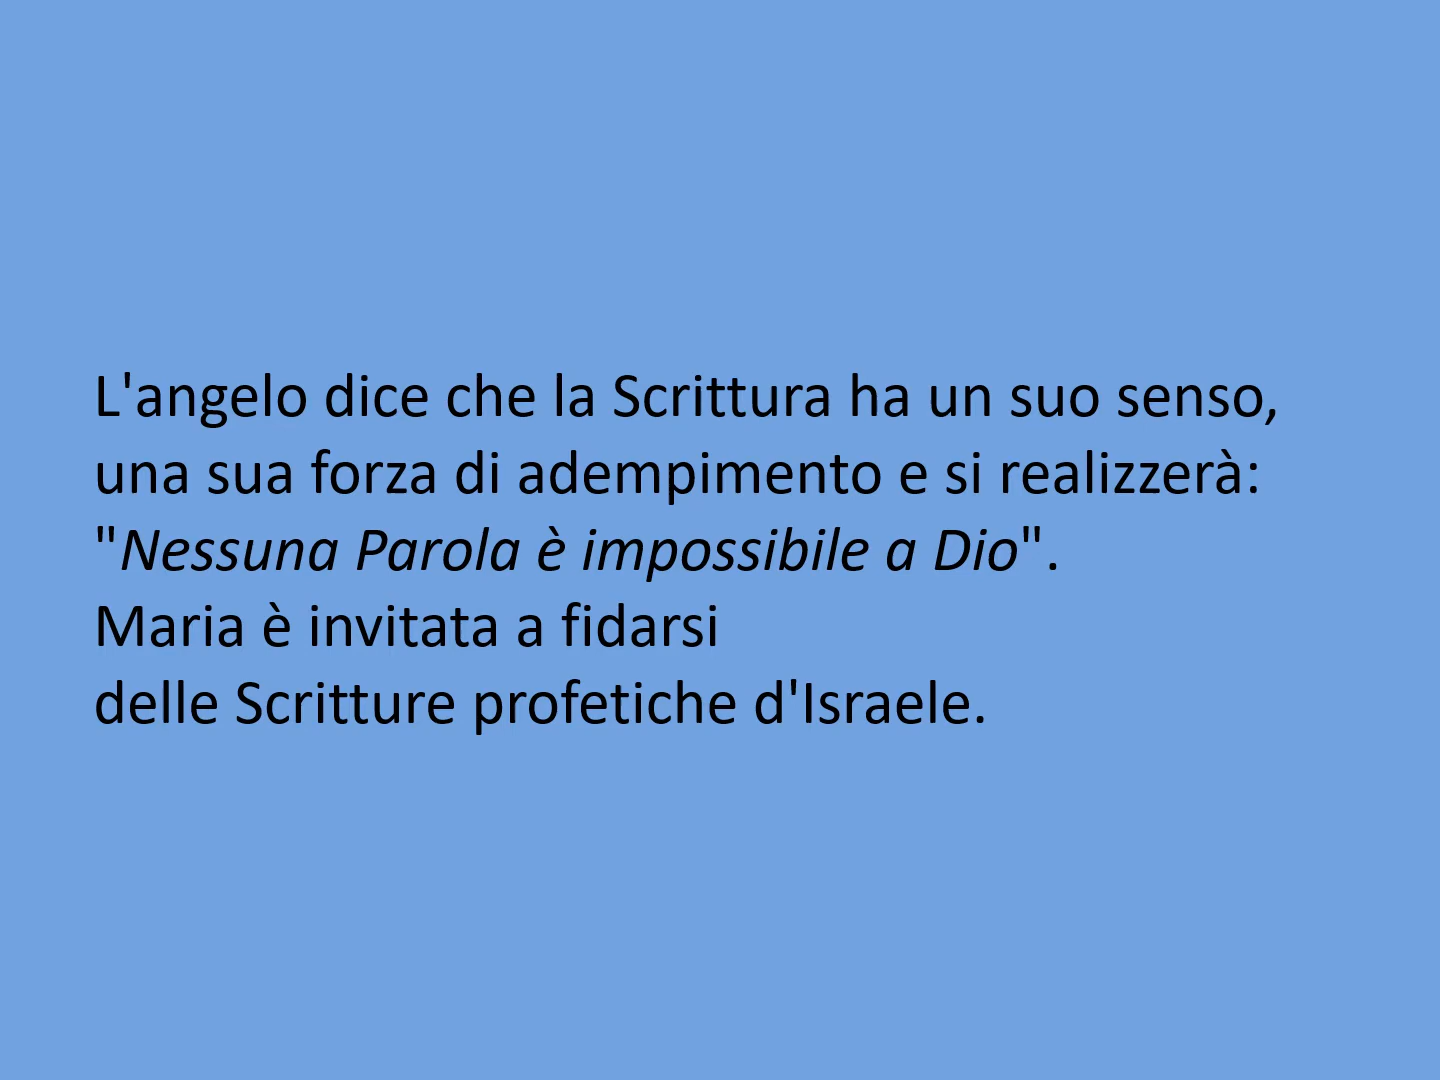 L'angelo dice che la Scrittura ha un suo senso,
una sua forza di adempimento e si realizzerà:
"Nessuna Parola è impossibile a Dio".
Maria è invitata a fidarsi
delle Scritture profetiche d'Israele.